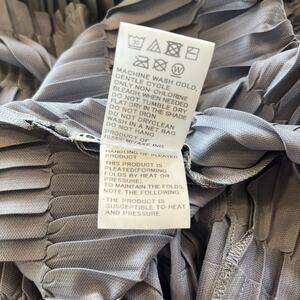 MACHINE WASH COLD,
GENTLE CYCLE
ONLY NON-CHLORINE
BLEACH WHEN NEEDED
DO NOT TUMBLE DRY
FLAT DRY IN THE SHADE
DO NOT IRON
DO NOT DRYCLEAN
WASH IN A NET BAG
DO NOT HANG
PRODUCT OF
HANDLING OF PLEATED
PRODUCT
THIS PRODUCT IS
PLEATED(FORMING
FOLDS BY HEAT OR
PRESSURE).
TO MAINTAIN THE FOLDS,
NOTE THE FOLLOWING.
·THE PRODUCT IS
SUSCEPTIBLE TO HEAT
AND PRESSURE.